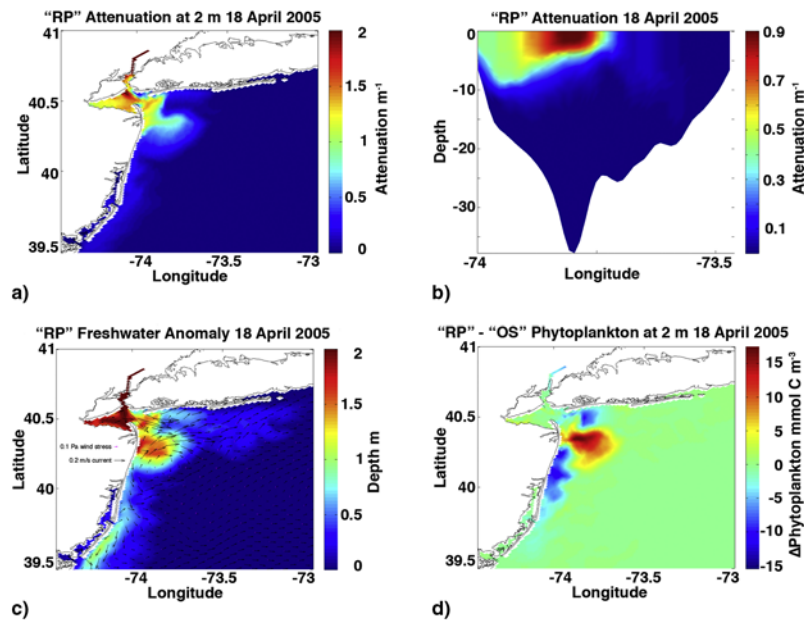 “RP” Attenuation at 2 m 18 April 2005
41
40.5
40
39.5
Latitude
-74
-73.5
-73
Longitude
2
1.5
1
0.5
0
Attenuation m-1
a)
“RP” Attenuation 18 April 2005
0
-10
-20
-30
Depth
-74
-73.5
Longitude
0.9
0.7
0.5
0.3
0.1
Attenuation m-1
b)
“RP” Freshwater Anomaly 18 April 2005
41
40.5
40
39.5
Latitude
0.1 Pa wind stress
0.2 m/s current
-74
-73.5
-73
Longitude
2
1.5
1
0.5
0
Depth m
c)
“RP” - “OS” Phytoplankton at 2 m 18 April 2005
41
40.5
40
39.5
Latitude
-74
-73.5
-73
Longitude
15
10
5
0
-5
-10
-15
ΔPhytoplankton mmol C m-3
d)